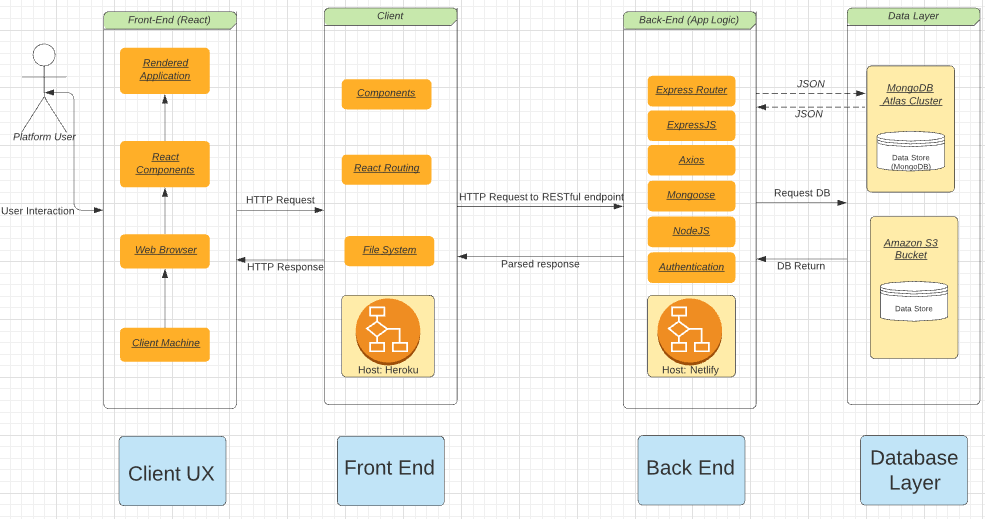 Front-End (React)
Client
Back-End (App Logic)
Data Layer
Platform User
User Interaction
Rendered
Application
React
Components
Web Browser
Client Machine
HTTP Request
HTTP Response
Components
React Routing
File System
Host: Heroku
HTTP Request to RESTful endpoint
Parsed response
Express Router
ExpressJS
Axios
Mongoose
NodeJS
Authentication
Host: Netlify
JSON
JSON
Request DB
DB Return
MongoDB
Atlas Cluster
Data Store
(MongoDB)
Amazon S3
Bucket
Data Store
Client UX
Front End
Back End
Database
Layer